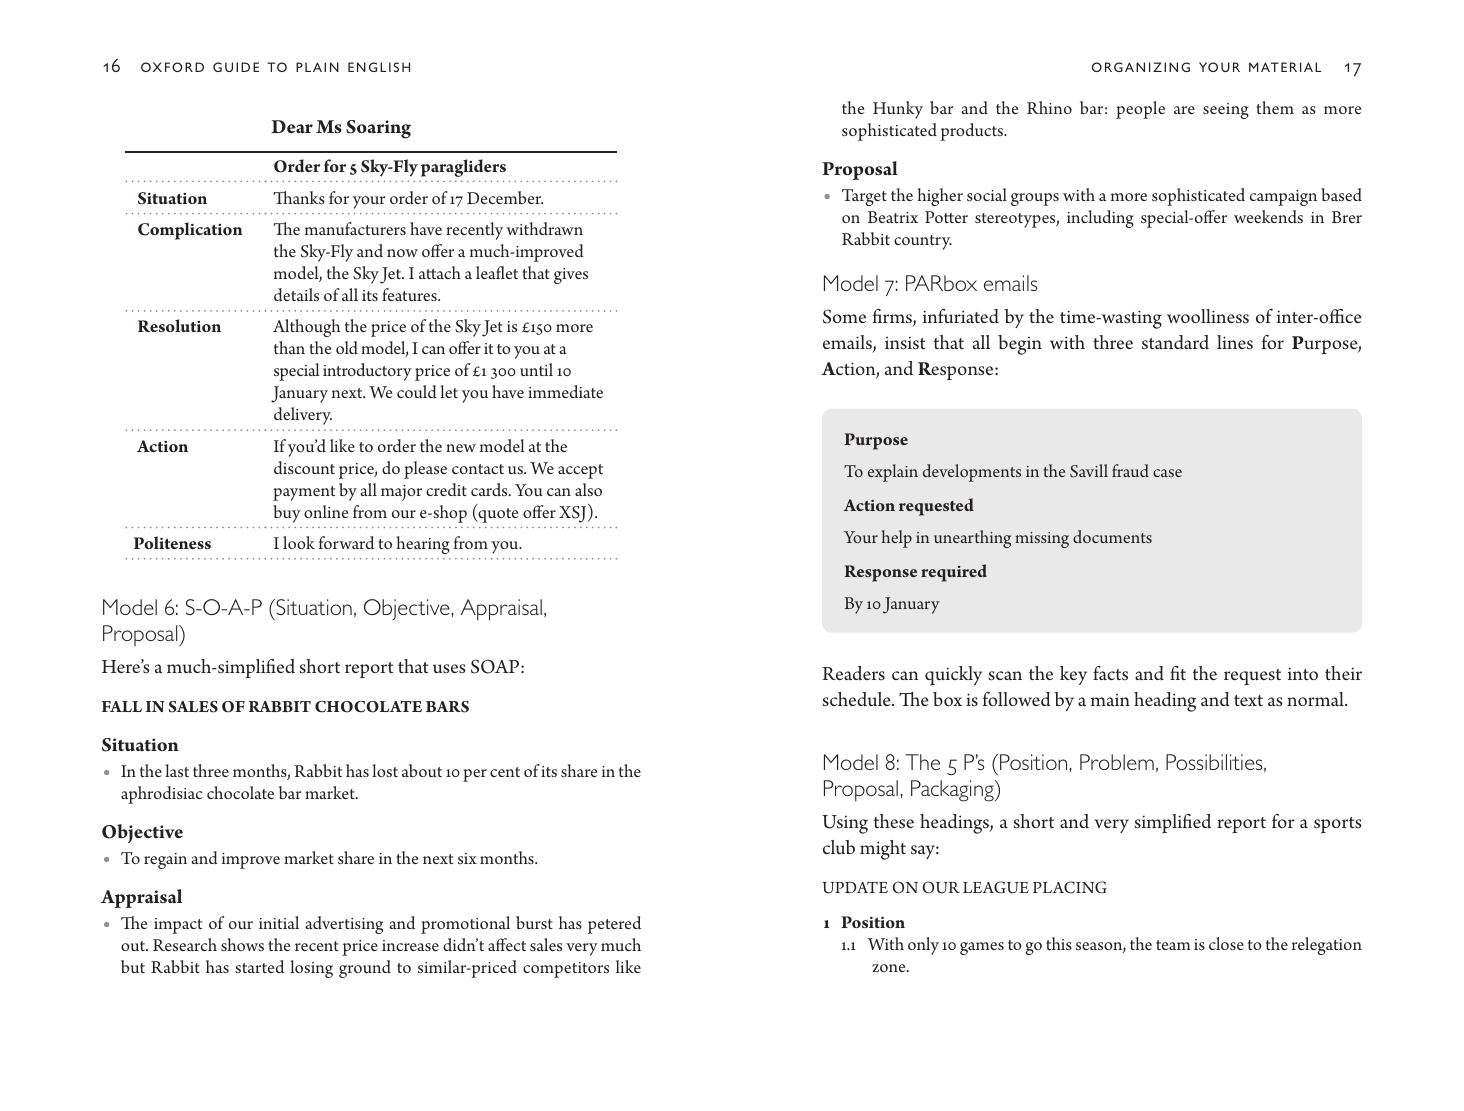 16 OXFORD GUIDE TO PLAIN ENGLISH
Dear Ms Soaring
Order for 5 Sky-Fly paragliders
Situation Thanks for your order of 17 December.
Complication The manufacturers have recently withdrawn
the Sky-Fly and now offer a much-improved
model, the Sky Jet. I attach a leaflet that gives
details of all its features.
Resolution Although the price of the Sky Jet is £150 more
than the old model, I can offer it to you at a
special introductory price of £1 300 until 10
January next. We could let you have immediate
delivery.
Action If you’d like to order the new model at the
discount price, do please contact us. We accept
payment by all major credit cards. You can also
buy online from our e-shop (quote offer XSJ).
Politeness I look forward to hearing from you.
Model 6: S-O-A-P (Situation, Objective, Appraisal,
Proposal)
Here’s a much-simplified short report that uses SOAP:
FALL IN SALES OF RABBIT CHOCOLATE BARS
Situation
• In the last three months, Rabbit has lost about 10 per cent of its share in the
aphrodisiac chocolate bar market.
Objective
• To regain and improve market share in the next six months.
Appraisal
• The impact of our initial advertising and promotional burst has petered
out. Research shows the recent price increase didn’t affect sales very much
but Rabbit has started losing ground to similar-priced competitors like
ORGANIZING YOUR MATERIAL 17
the Hunky bar and the Rhino bar: people are seeing them as more
sophisticated products.
Proposal
• Target the higher social groups with a more sophisticated campaign based
on Beatrix Potter stereotypes, including special-offer weekends in Brer
Rabbit country.
Model 7: PARbox emails
Some firms, infuriated by the time-wasting woolliness of inter-office
emails, insist that all begin with three standard lines for Purpose,
Action, and Response:
Purpose
To explain developments in the Savill fraud case
Action requested
Your help in unearthing missing documents
Response required
By 10 January
Readers can quickly scan the key facts and fit the request into their
schedule. The box is followed by a main heading and text as normal.
Model 8: The 5 P’s (Position, Problem, Possibilities,
Proposal, Packaging)
Using these headings, a short and very simplified report for a sports
club might say:
UPDATE ON OUR LEAGUE PLACING
1 Position
1.1 With only 10 games to go this season, the team is close to the relegation
zone.